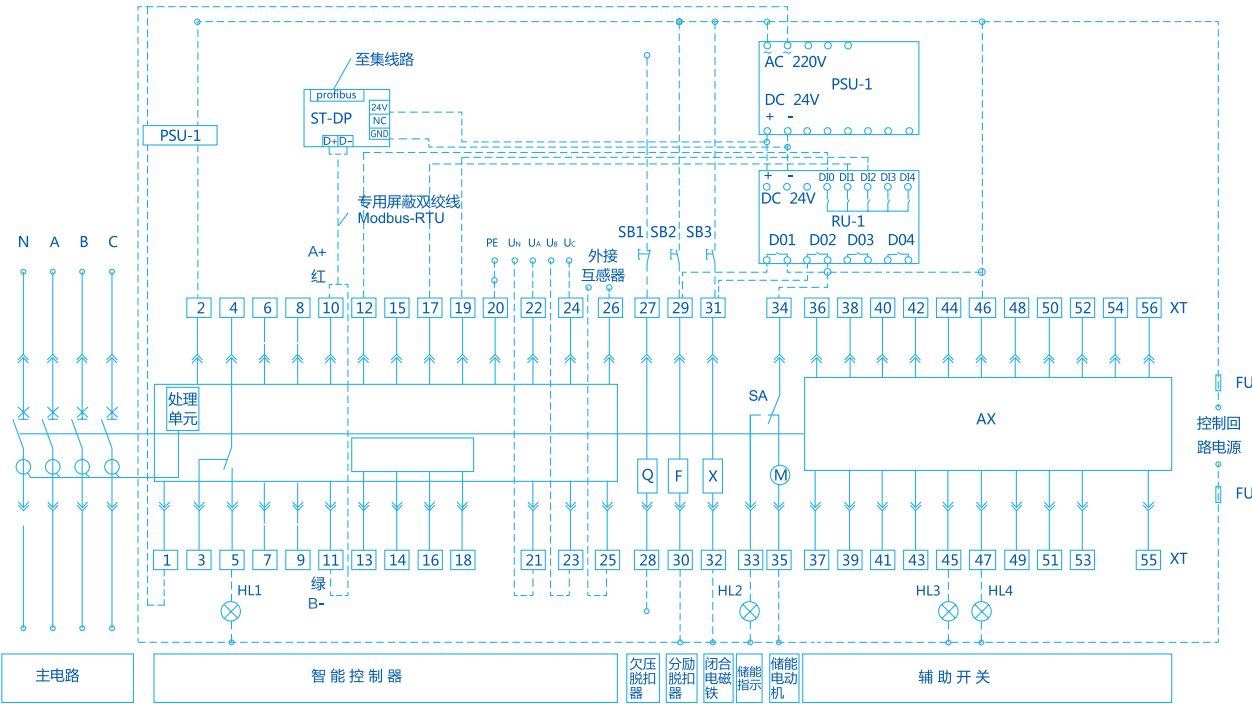 至集线路
profibus
ST-DP
24V
NC
GND
D+ D-
PSU-1
AC 220V
PSU-1
DC 24V
+ -
+ -
DI0 DI1 DI2 DI3 DI4
DC 24V
RU-1
D01 D02 D03 D04
专用屏蔽双绞线
Modbus-RTU
N A B C
A+
红
PE UN UA UB UC
外接
互感器
SB1 SB2 SB3
2 4 6 8 10 12 15 17 19 20 22 24 26 27 29 31 34 36 38 40 42 44 46 48 50 52 54 56 XT
处理
单元
SA
AX
FU
控制回
路电源
FU
Q F X M
1 3 5 7 9 11 13 14 16 18 21 23 25 28 30 32 33 35 37 39 41 43 45 47 49 51 53 55 XT
绿
B-
HL1 HL2 HL3 HL4
主电路
智能控制器
欠压
脱扣
器
分励
脱扣
器
闭合
电磁
铁
储能
指示
储能
电动
机
辅助开关